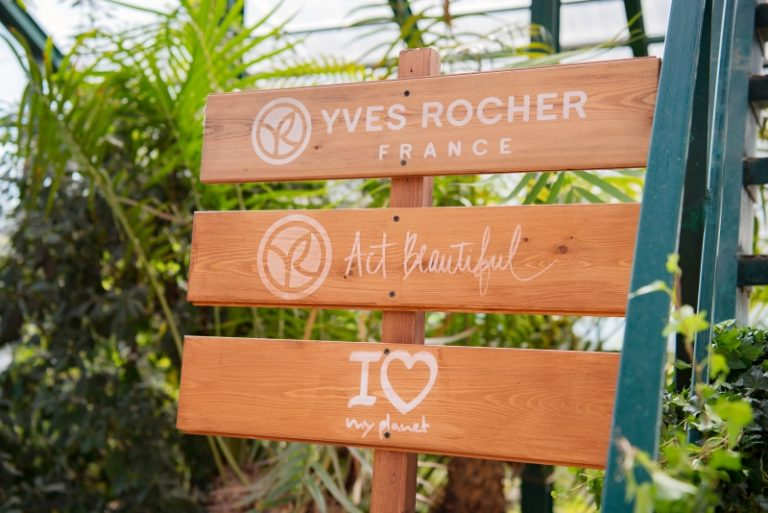 YVES ROCHER
FRANCE
Act Beautiful
I ♡
my planet